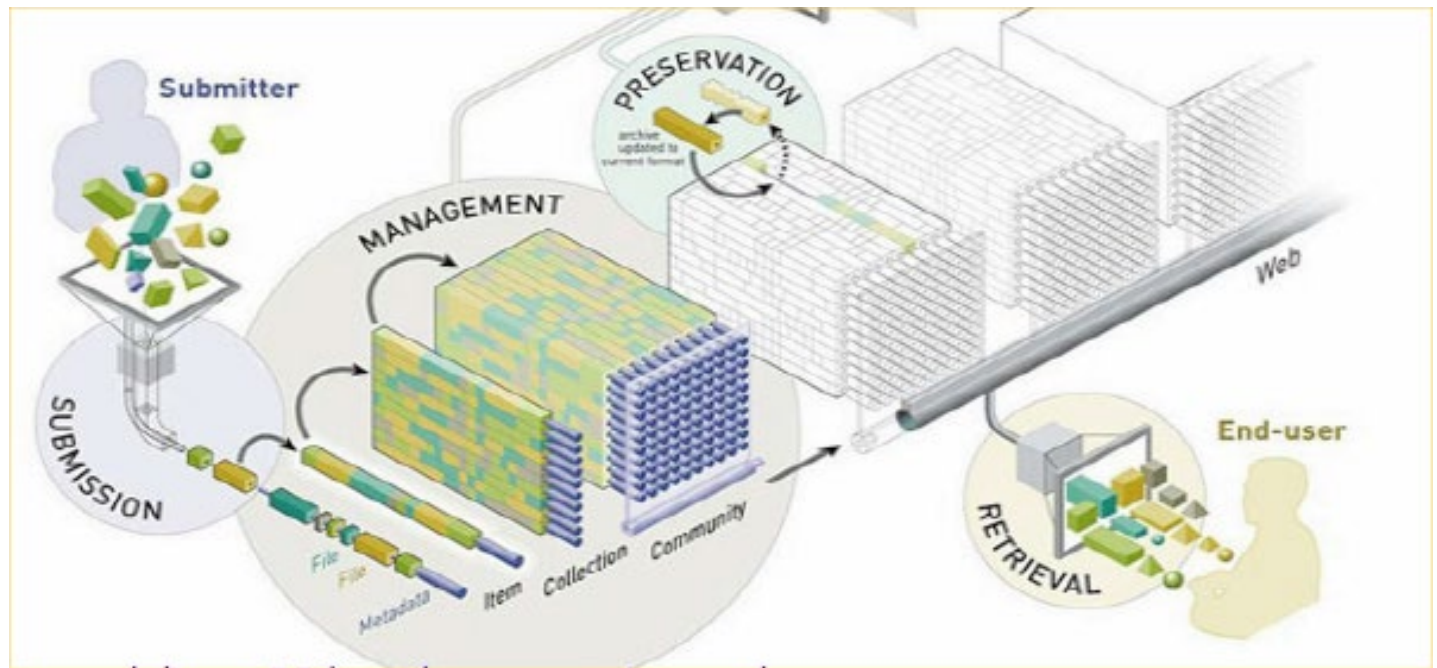 Submitter
PRESERVATION
archive
updated to
current format
MANAGEMENT
Web
SUBMISSION
End-user
RETRIEVAL
File
File
Metadata
Item
Collection
Community